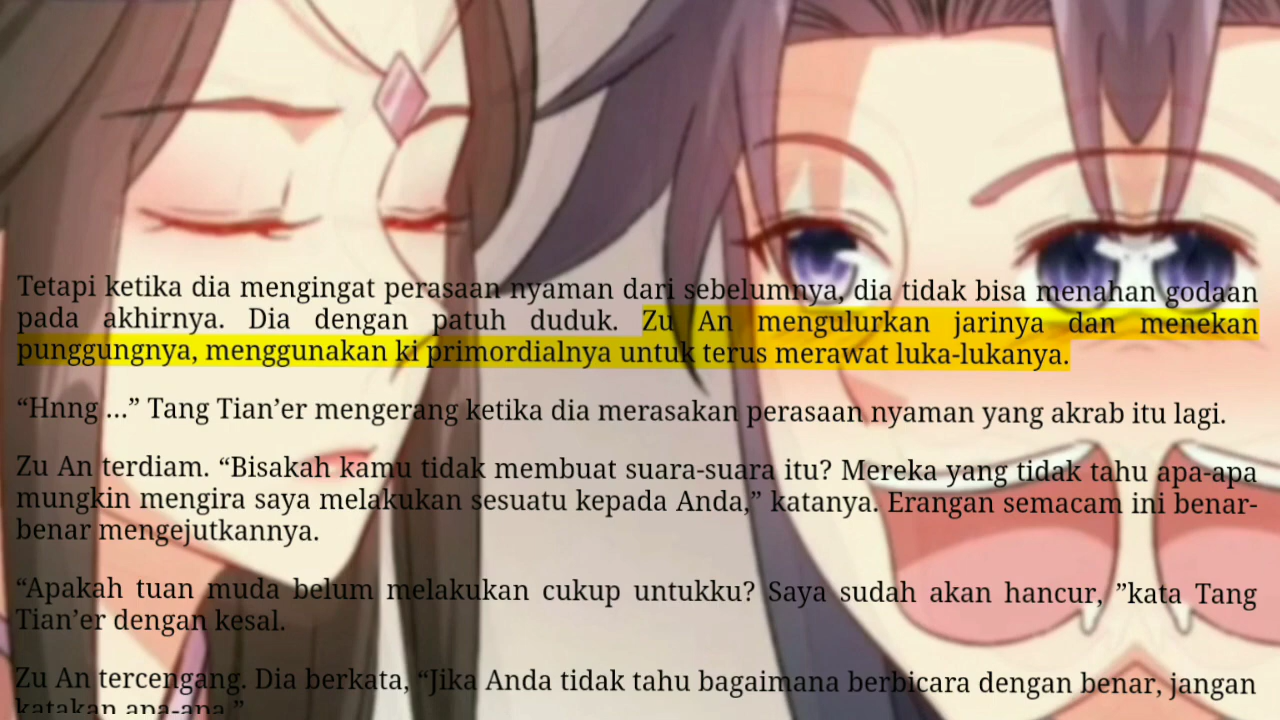 Tetapi ketika dia mengingat perasaan nyaman dari sebelumnya, dia tidak bisa menahan godaan
pada akhirnya. Dia dengan patuh duduk. Zu An mengulurkan jarinya dan menekan
punggungnya, menggunakan ki primordialnya untuk terus merawat luka-lukanya.
“Hnng ...” Tang Tian’er mengerang ketika dia merasakan perasaan nyaman yang akrab itu lagi.
Zu An terdiam. “Bisakah kamu tidak membuat suara-suara itu? Mereka yang tidak tahu apa-apa
mungkin mengira saya melakukan sesuatu kepada Anda,” katanya. Erangan semacam ini benar-
benar mengejutkannya.
“Apakah tuan muda belum melakukan cukup untukku? Saya sudah akan hancur, ”kata Tang
Tian’er dengan kesal.
Zu An tercengang. Dia berkata, “Jika Anda tidak tahu bagaimana berbicara dengan benar, jangan
katakan apa-apa.”